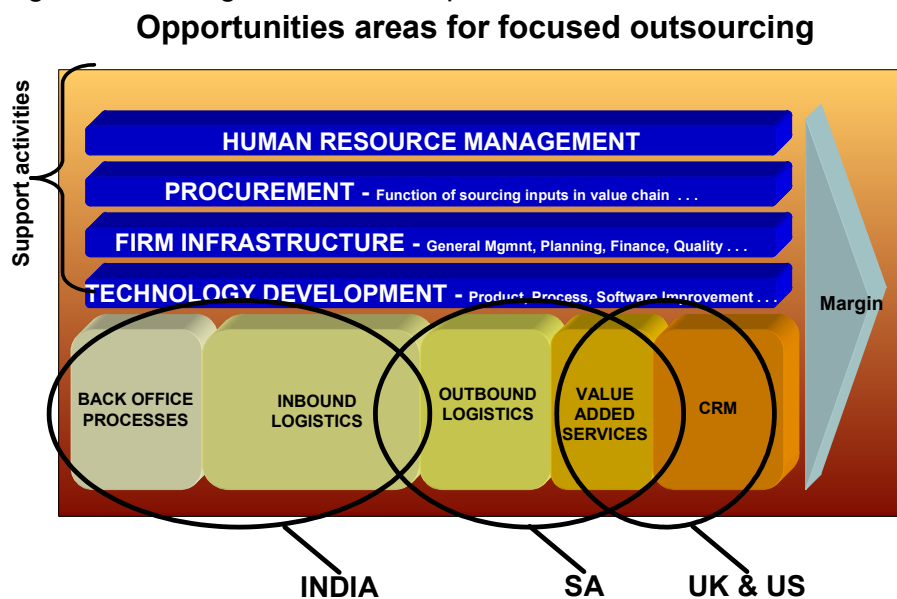 Opportunities areas for focused outsourcing
Support activities
HUMAN RESOURCE MANAGEMENT
PROCUREMENT - Function of sourcing inputs in value chain . . .
FIRM INFRASTRUCTURE - General Mgmnt, Planning, Finance, Quality . . .
TECHNOLOGY DEVELOPMENT - Product, Process, Software Improvement . . .
Margin
BACK OFFICE
PROCESSES
INBOUND
LOGISTICS
OUTBOUND
LOGISTICS
VALUE
ADDED
SERVICES
CRM
INDIA
SA
UK & US